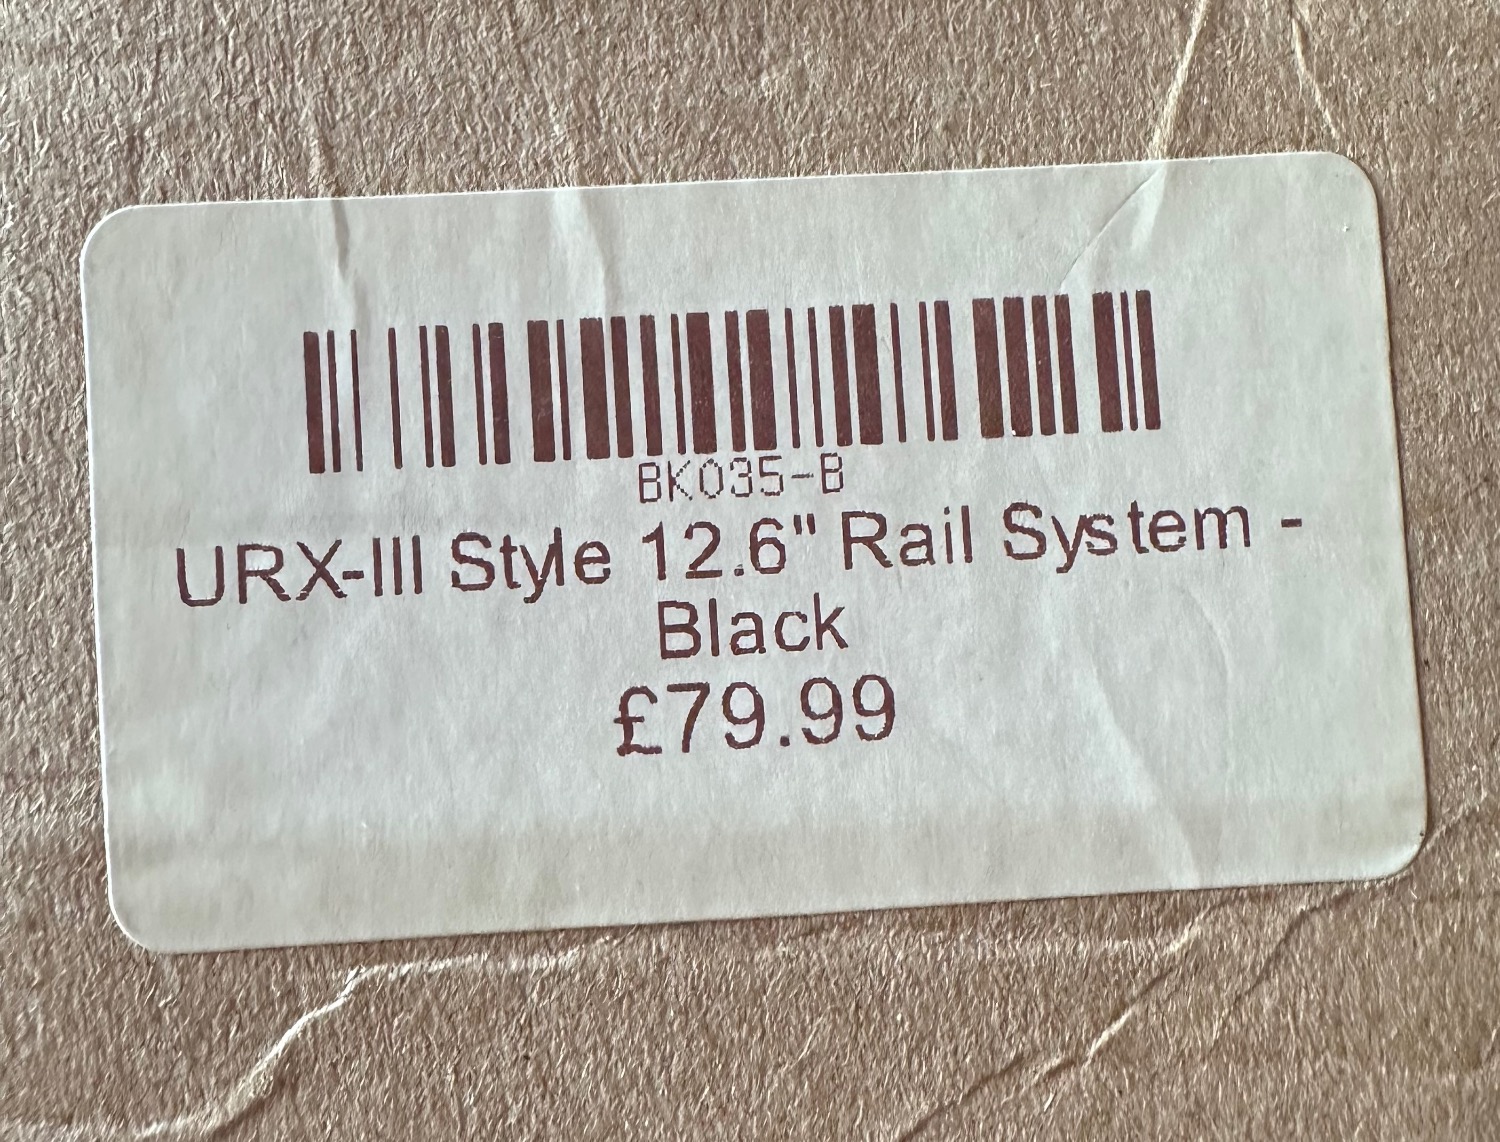 BK035-B
URX-III Style 12.6" Rail System -
Black
£79.99